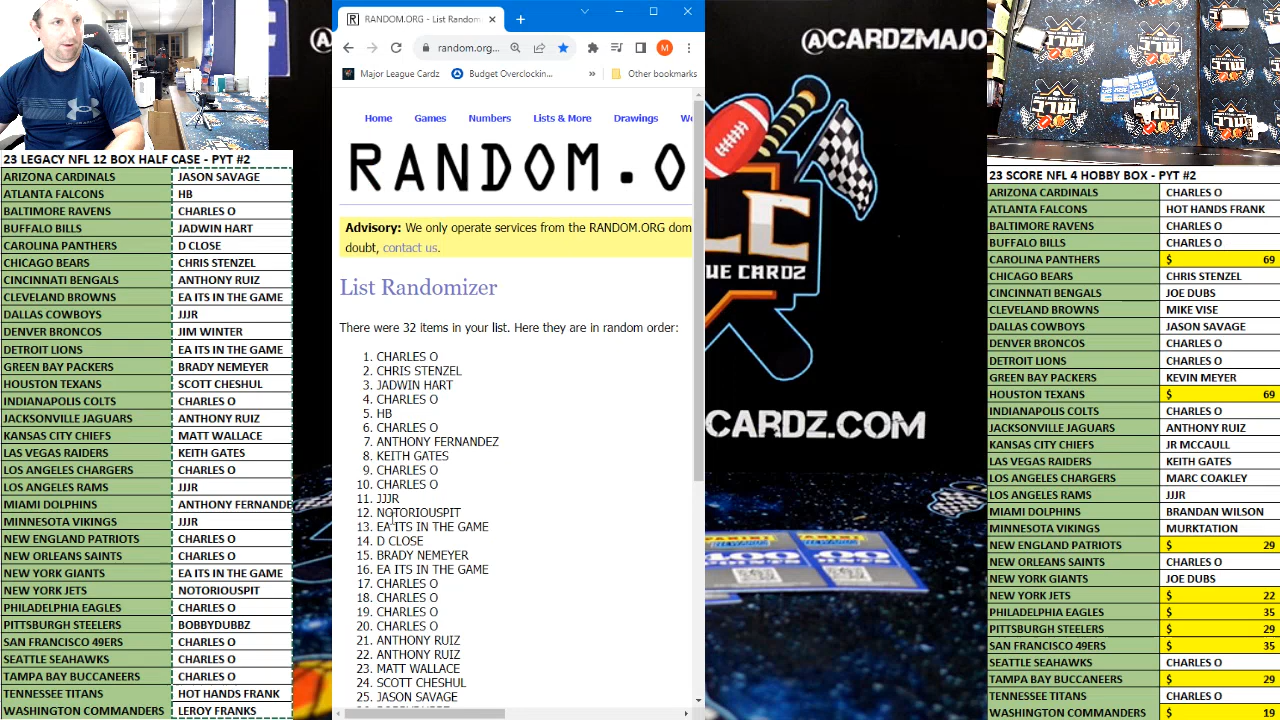 23 LEGACY NFL 12 BOX HALF CASE - PYT #2
ARIZONA CARDINALS JASON SAVAGE
ATLANTA FALCONS HB
BALTIMORE RAVENS CHARLES O
BUFFALO BILLS JADWIN HART
CAROLINA PANTHERS D CLOSE
CHICAGO BEARS CHRIS STENZEL
CINCINNATI BENGALS ANTHONY RUIZ
CLEVELAND BROWNS EA ITS IN THE GAME
DALLAS COWBOYS JJJR
DENVER BRONCOS JIM WINTER
DETROIT LIONS EA ITS IN THE GAME
GREEN BAY PACKERS BRADY NEMEYER
HOUSTON TEXANS SCOTT CHESHUL
INDIANAPOLIS COLTS CHARLES O
JACKSONVILLE JAGUARS ANTHONY RUIZ
KANSAS CITY CHIEFS MATT WALLACE
LAS VEGAS RAIDERS KEITH GATES
LOS ANGELES CHARGERS CHARLES O
LOS ANGELES RAMS JJJR
MIAMI DOLPHINS ANTHONY FERNANDE
MINNESOTA VIKINGS JJJR
NEW ENGLAND PATRIOTS CHARLES O
NEW ORLEANS SAINTS CHARLES O
NEW YORK GIANTS EA ITS IN THE GAME
NEW YORK JETS NOTORIOUSPIT
PHILADELPHIA EAGLES CHARLES O
PITTSBURGH STEELERS BOBBYDUBBZ
SAN FRANCISCO 49ERS CHARLES O
SEATTLE SEAHAWKS CHARLES O
TAMPA BAY BUCCANEERS CHARLES O
TENNESSEE TITANS HOT HANDS FRANK
WASHINGTON COMMANDERS LEROY FRANKS
R RANDOM.ORG - List Random
random.org...
M
Major League Cardz Budget Overclockin... » Other bookmarks
Home Games Numbers Lists & More Drawings We
RANDOM.O
Advisory: We only operate services from the RANDOM.ORG dom
doubt, contact us.
List Randomizer
There were 32 items in your list. Here they are in random order:
1. CHARLES O
2. CHRIS STENZEL
3. JADWIN HART
4. CHARLES O
5. HB
6. CHARLES O
7. ANTHONY FERNANDEZ
8. KEITH GATES
9. CHARLES O
10. CHARLES O
11. JJJR
12. NOTORIOUSPIT
13. EA ITS IN THE GAME
14. D CLOSE
15. BRADY NEMEYER
16. EA ITS IN THE GAME
17. CHARLES O
18. CHARLES O
19. CHARLES O
20. CHARLES O
21. ANTHONY RUIZ
22. ANTHONY RUIZ
23. MATT WALLACE
24. SCOTT CHESHUL
25. JASON SAVAGE
@CARDZMAJO
UE CARDZ
CARDZ.COM
23 SCORE NFL 4 HOBBY BOX - PYT #2
ARIZONA CARDINALS CHARLES O
ATLANTA FALCONS HOT HANDS FRANK
BALTIMORE RAVENS CHARLES O
BUFFALO BILLS CHARLES O
CAROLINA PANTHERS $ 69
CHICAGO BEARS CHRIS STENZEL
CINCINNATI BENGALS JOE DUBS
CLEVELAND BROWNS MIKE VISE
DALLAS COWBOYS JASON SAVAGE
DENVER BRONCOS CHARLES O
DETROIT LIONS CHARLES O
GREEN BAY PACKERS KEVIN MEYER
HOUSTON TEXANS $ 69
INDIANAPOLIS COLTS CHARLES O
JACKSONVILLE JAGUARS ANTHONY RUIZ
KANSAS CITY CHIEFS JR MCCAULL
LAS VEGAS RAIDERS KEITH GATES
LOS ANGELES CHARGERS MARC COAKLEY
LOS ANGELES RAMS JJJR
MIAMI DOLPHINS BRANDAN WILSON
MINNESOTA VIKINGS MURKTATION
NEW ENGLAND PATRIOTS $ 29
NEW ORLEANS SAINTS CHARLES O
NEW YORK GIANTS JOE DUBS
NEW YORK JETS $ 22
PHILADELPHIA EAGLES $ 35
PITTSBURGH STEELERS $ 29
SAN FRANCISCO 49ERS $ 35
SEATTLE SEAHAWKS CHARLES O
TAMPA BAY BUCCANEERS $ 29
TENNESSEE TITANS CHARLES O
WASHINGTON COMMANDERS $ 19